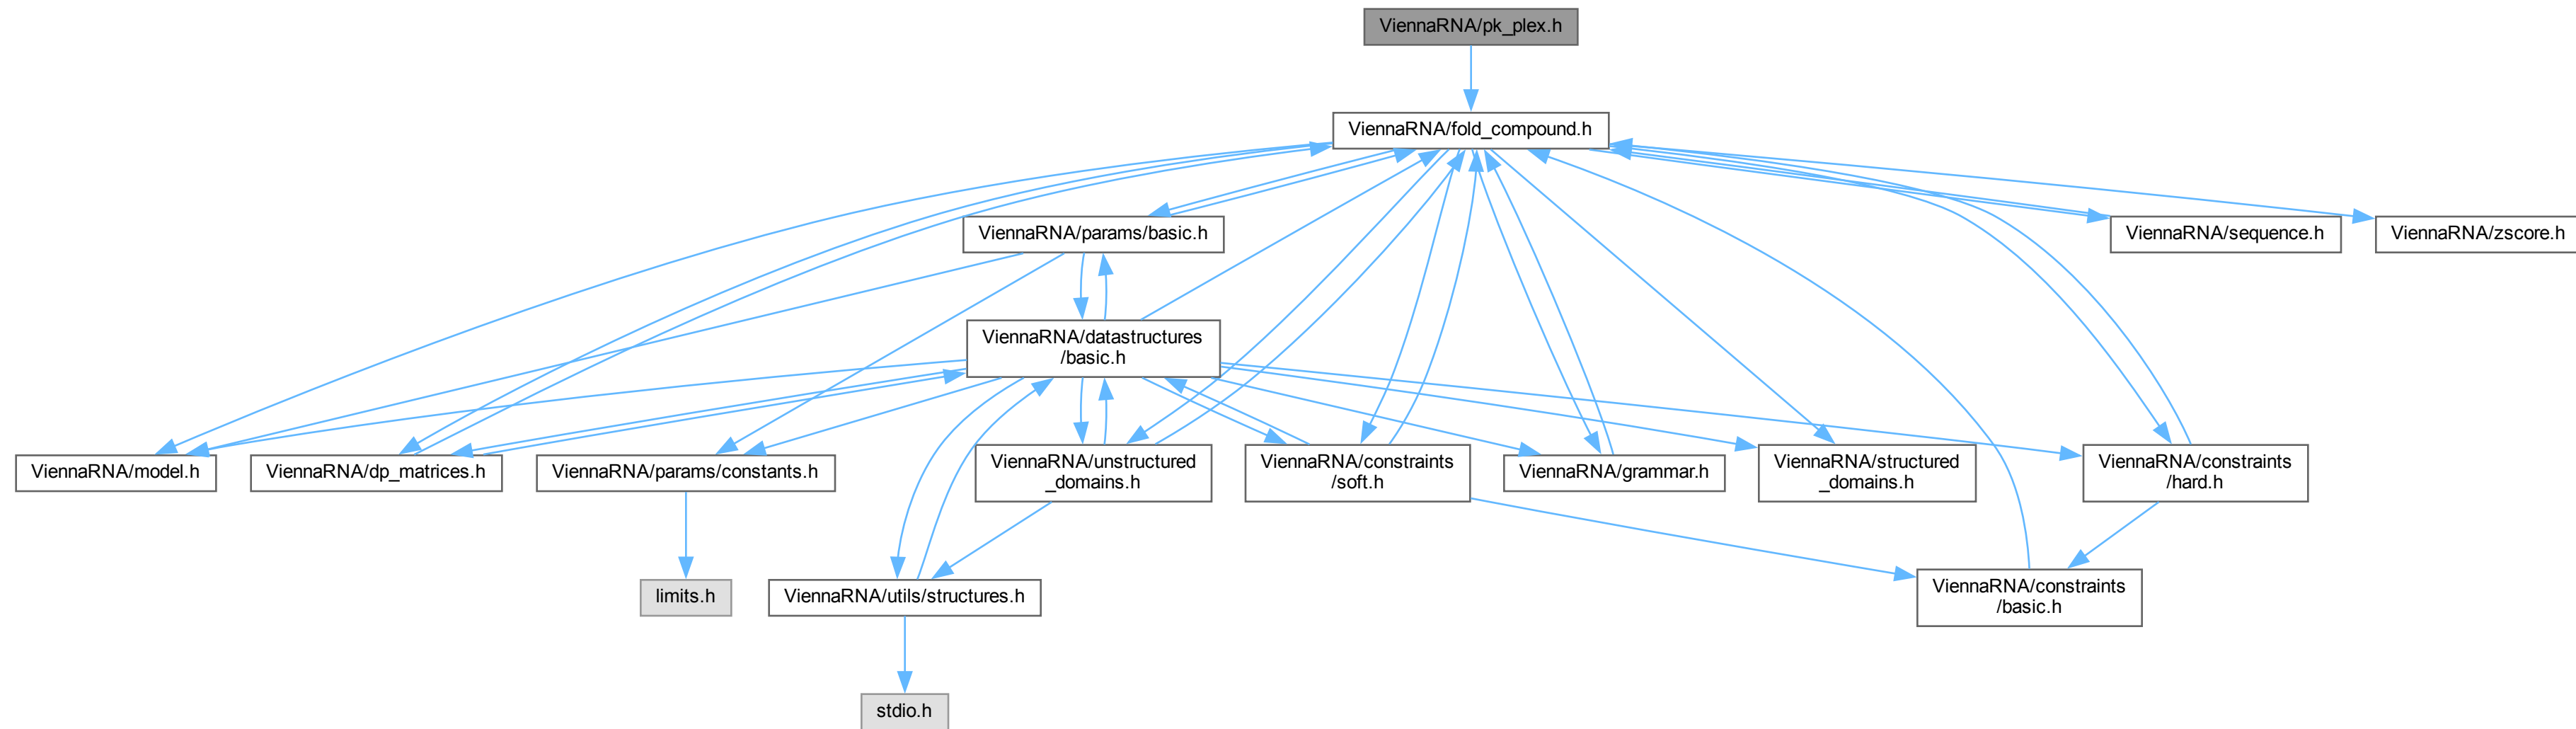 ViennaRNA/pk_plex.h
ViennaRNA/fold_compound.h
ViennaRNA/params/basic.h
ViennaRNA/sequence.h
ViennaRNA/zscore.h
ViennaRNA/datastructures
/basic.h
ViennaRNA/model.h
ViennaRNA/dp_matrices.h
ViennaRNA/params/constants.h
ViennaRNA/unstructured
_domains.h
ViennaRNA/constraints
/soft.h
ViennaRNA/grammar.h
ViennaRNA/structured
_domains.h
ViennaRNA/constraints
/hard.h
limits.h
ViennaRNA/utils/structures.h
ViennaRNA/constraints
/basic.h
stdio.h